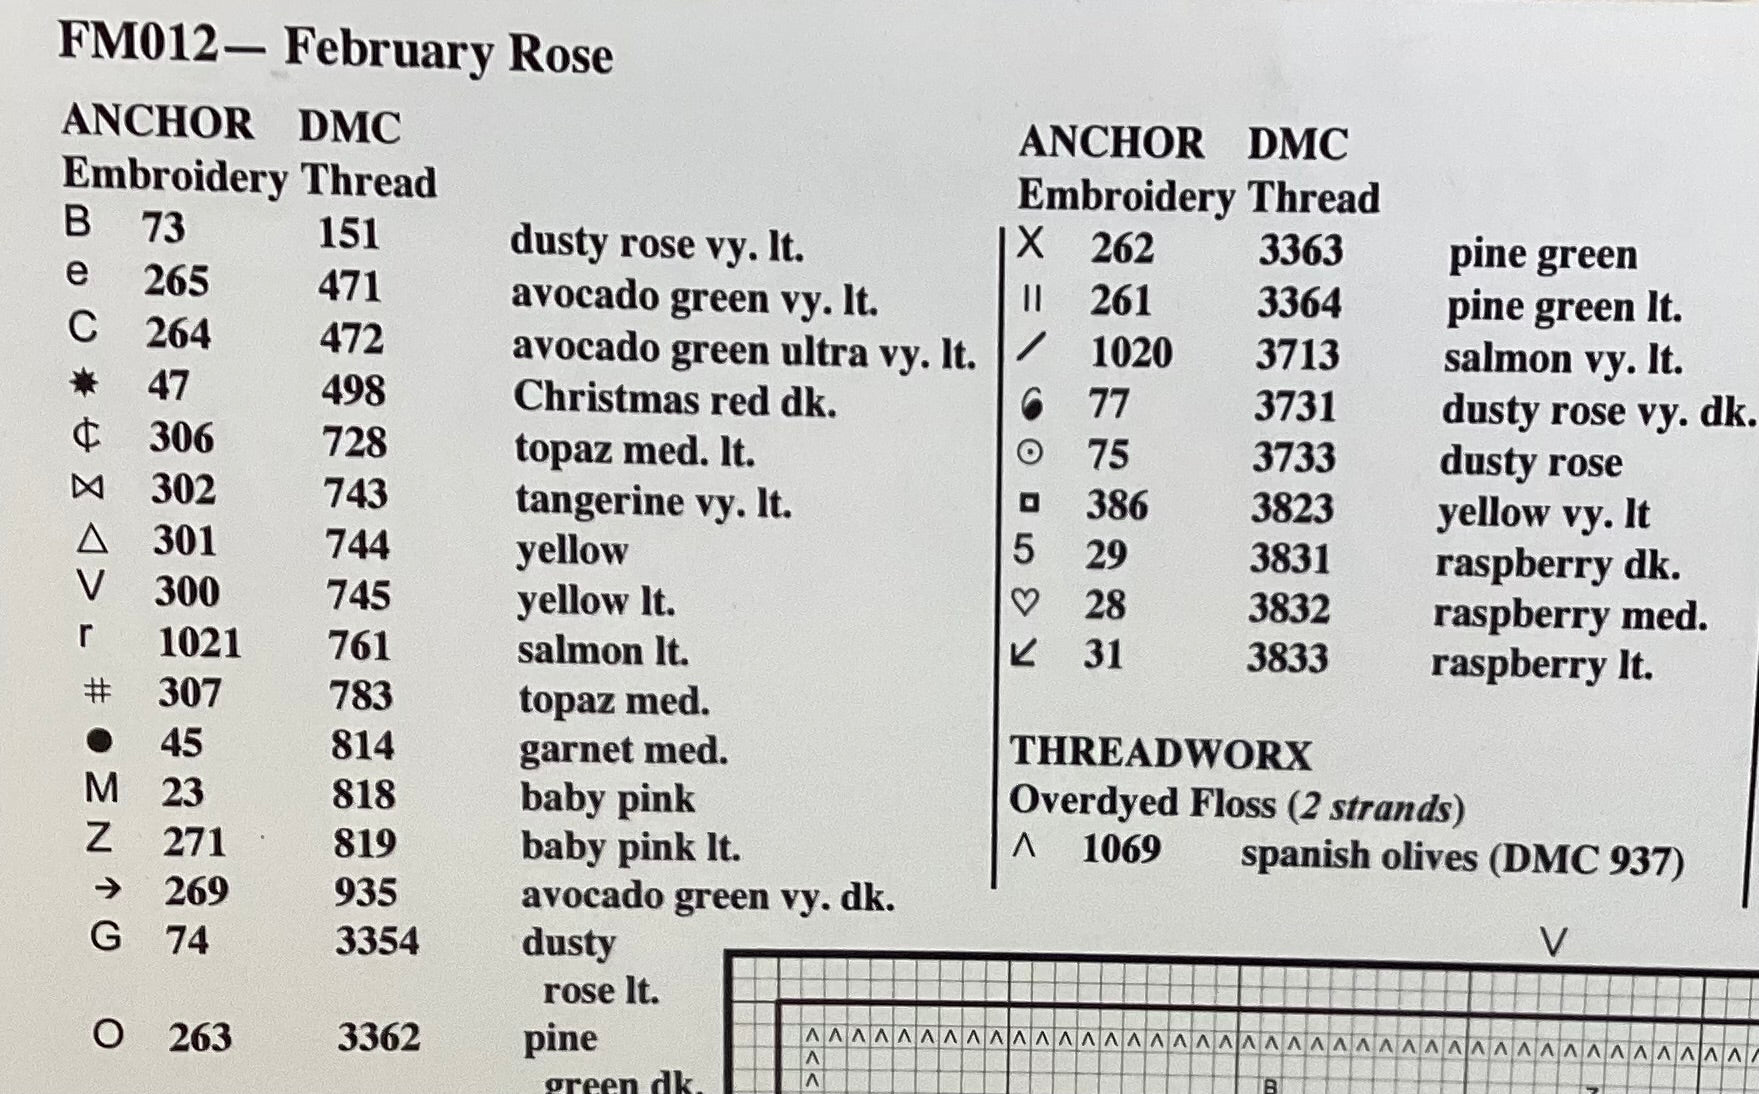 FM012— February Rose
ANCHOR DMC
Embroidery Thread
B 73 151 dusty rose vy. lt.
e 265 471 avocado green vy. lt.
C 264 472 avocado green ultra vy. lt.
✸ 47 498 Christmas red dk.
₵ 306 728 topaz med. lt.
⋈ 302 743 tangerine vy. lt.
△ 301 744 yellow
V 300 745 yellow lt.
r 1021 761 salmon lt.
# 307 783 topaz med.
● 45 814 garnet med.
M 23 818 baby pink
Z 271 819 baby pink lt.
→ 269 935 avocado green vy. dk.
G 74 3354 dusty
rose lt.
O 263 3362 pine
green dk.
ANCHOR DMC
Embroidery Thread
X 262 3363 pine green
|| 261 3364 pine green lt.
/ 1020 3713 salmon vy. lt.
77 3731 dusty rose vy. dk.
⊙ 75 3733 dusty rose
◘ 386 3823 yellow vy. lt
5 29 3831 raspberry dk.
♡ 28 3832 raspberry med.
↙ 31 3833 raspberry lt.
THREADWORX
Overdyed Floss (2 strands)
^ 1069 spanish olives (DMC 937)
V
^ ^ ^ ^ ^ ^ ^ ^ ^ ^ ^ ^ ^ ^ ^ ^ ^ ^ ^ ^ ^ ^ ^ ^ ^ ^ ^ ^ ^ ^ ^ ^ ^ ^ ^ ^ ^ ^ ^ ^ ^
^
^ B